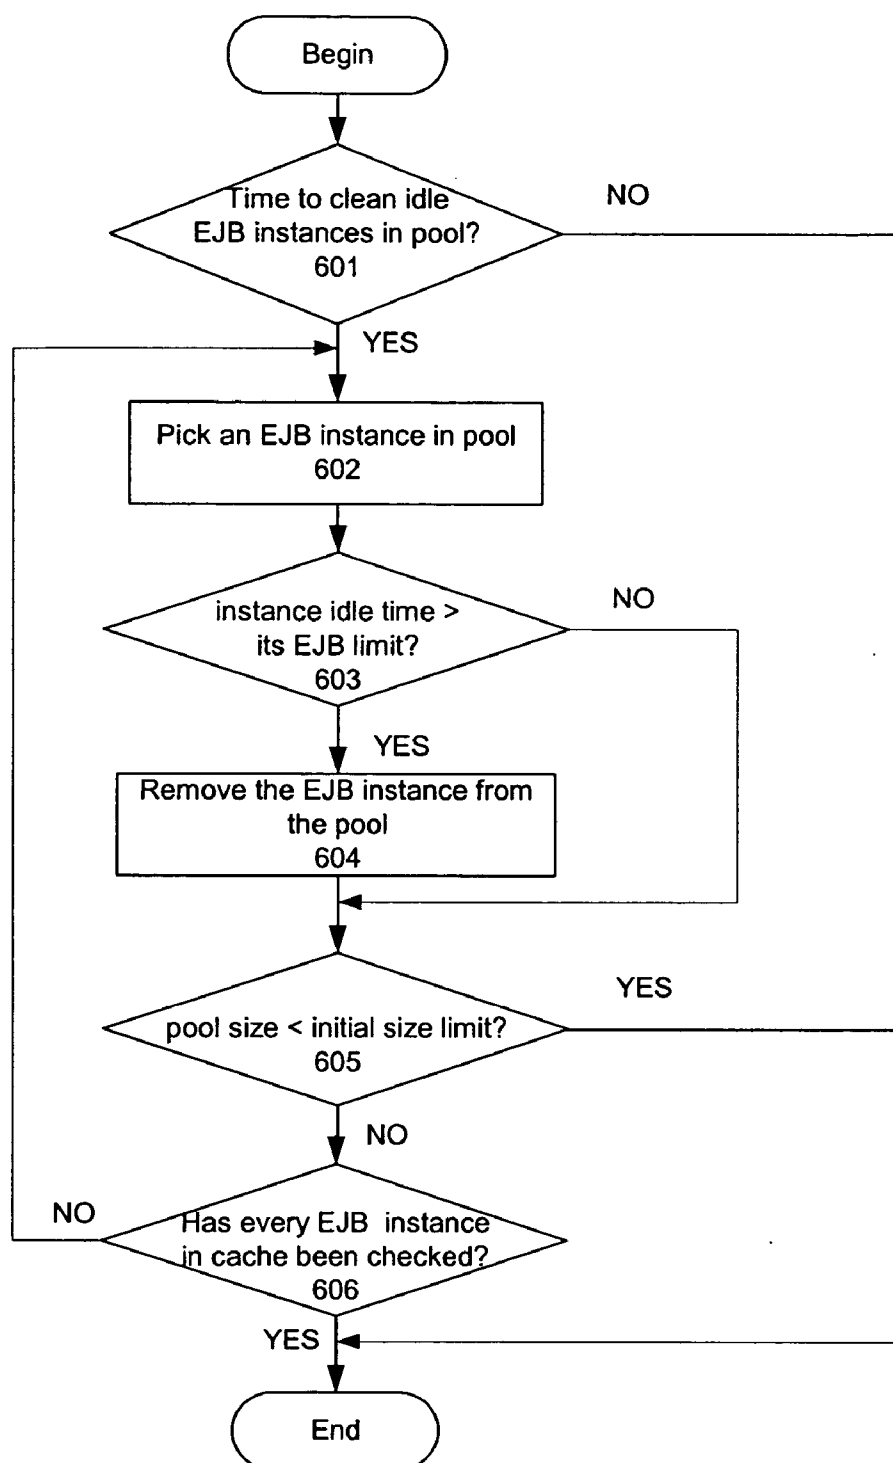 Begin
Time to clean idle
EJB instances in pool?
601
NO
YES
Pick an EJB instance in pool
602
instance idle time >
its EJB limit?
603
NO
YES
Remove the EJB instance from
the pool
604
pool size < initial size limit?
605
YES
NO
Has every EJB instance
in cache been checked?
606
NO
YES
End